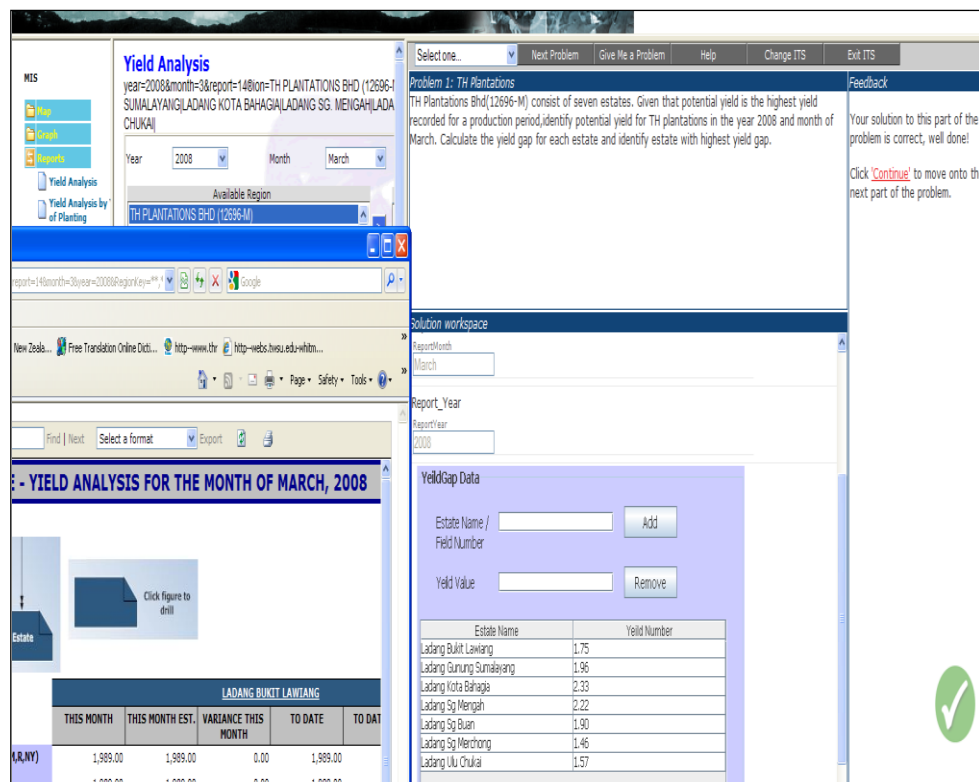 MIS
Map
Graph
Reports
Yield Analysis
Yield Analysis by
of Planting
Yield Analysis
year=2008&month=3&report=14&ion=TH PLANTATIONS BHD (12696-
SUMALAYANG|LADANG KOTA BAHAGIA|LADANG SG. MENGAH|LADA
CHUKAI|
Year 2008 Month March
Available Region
TH PLANTATIONS BHD (12696-M)
Select one... Next Problem Give Me a Problem Help Change ITS Exit ITS
Problem 1: TH Plantations
TH Plantations Bhd(12696-M) consist of seven estates. Given that potential yield is the highest yield
recorded for a production period,identify potential yield for TH plantations in the year 2008 and month of
March. Calculate the yield gap for each estate and identify estate with highest yield gap.
Feedback
Your solution to this part of the
problem is correct, well done!
Click 'Continue' to move onto th
next part of the problem.
report=14&month=3&year=2008&RegionKey=**,* Google
New Zeala... Free Translation Online Dicti... http--www.thr http--webs.twsu.edu-whitm...
Page Safety Tools
Find | Next Select a format Export
- YIELD ANALYSIS FOR THE MONTH OF MARCH, 2008
Estate
Click figure to
drill
LADANG BUKIT LAWIANG
THIS MONTH THIS MONTH EST. VARIANCE THIS MONTH TO DATE TO DAT
,R,NY) 1,989.00 1,989.00 0.00 1,989.00
1,989.00 1,989.00 0.00 1,989.00
Solution workspace
ReportMonth
March
Report_Year
ReportYear
2008
YeildGap Data
Estate Name /
Field Number
Add
Yeild Value
Remove
Estate Name Yeild Number
Ladang Bukit Lawiang 1.75
Ladang Gunung Sumalayang 1.96
Ladang Kota Bahagia 2.33
Ladang Sg Mengah 2.22
Ladang Sg Buan 1.90
Ladang Sg Merchong 1.46
Ladang Ulu Chukai 1.57